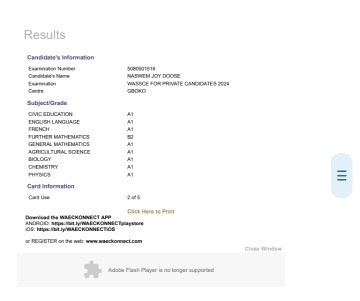 Results
Candidate's Information
Examination Number 5080501518
Candidate's Name NASWEM JOY DOOSE
Examination WASSCE FOR PRIVATE CANDIDATES 2024
Centre GBOKO
Subject/Grade
CIVIC EDUCATION A1
ENGLISH LANGUAGE A1
FRENCH A1
FURTHER MATHEMATICS B2
GENERAL MATHEMATICS A1
AGRICULTURAL SCIENCE A1
BIOLOGY A1
CHEMISTRY A1
PHYSICS A1
Card Information
Card Use 2 of 5
Click Here to Print
Download the WAECKONNECT APP
ANDROID: https://bit.ly/WAECKONNECTplaystore
iOS: https://bit.ly/WAECKONNECTiOS
or REGISTER on the web: www.waeckonnect.com
Close Window
Adobe Flash Player is no longer supported